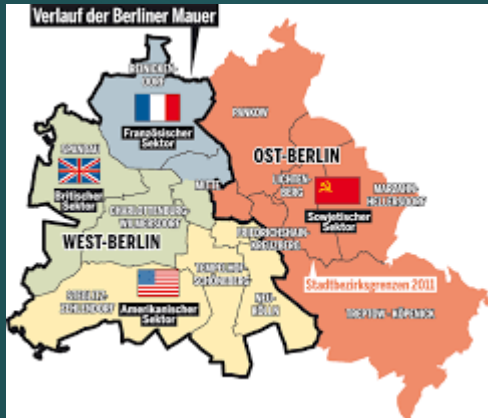 Verlauf der Berliner Mauer
REINICKEN-
DORF
Französischer
Sektor
PANKOW
SPANDAU
Britischer
Sektor
MITTE
OST-BERLIN
LICHTEN-
BERG
MARZAHN-
HELLERSDORF
Sowjetischer
Sektor
CHARLOTTENBURG-
WILMERSDORF
WEST-BERLIN
FRIEDRICHSHAIN-
KREUZBERG
TEMPELHOF-
SCHÖNEBERG
STEGLITZ-
ZEHLENDORF
Amerikanischer
Sektor
NEU-
KÖLLN
Stadtbezirksgrenzen 2011
TREPTOW - KÖPENICK